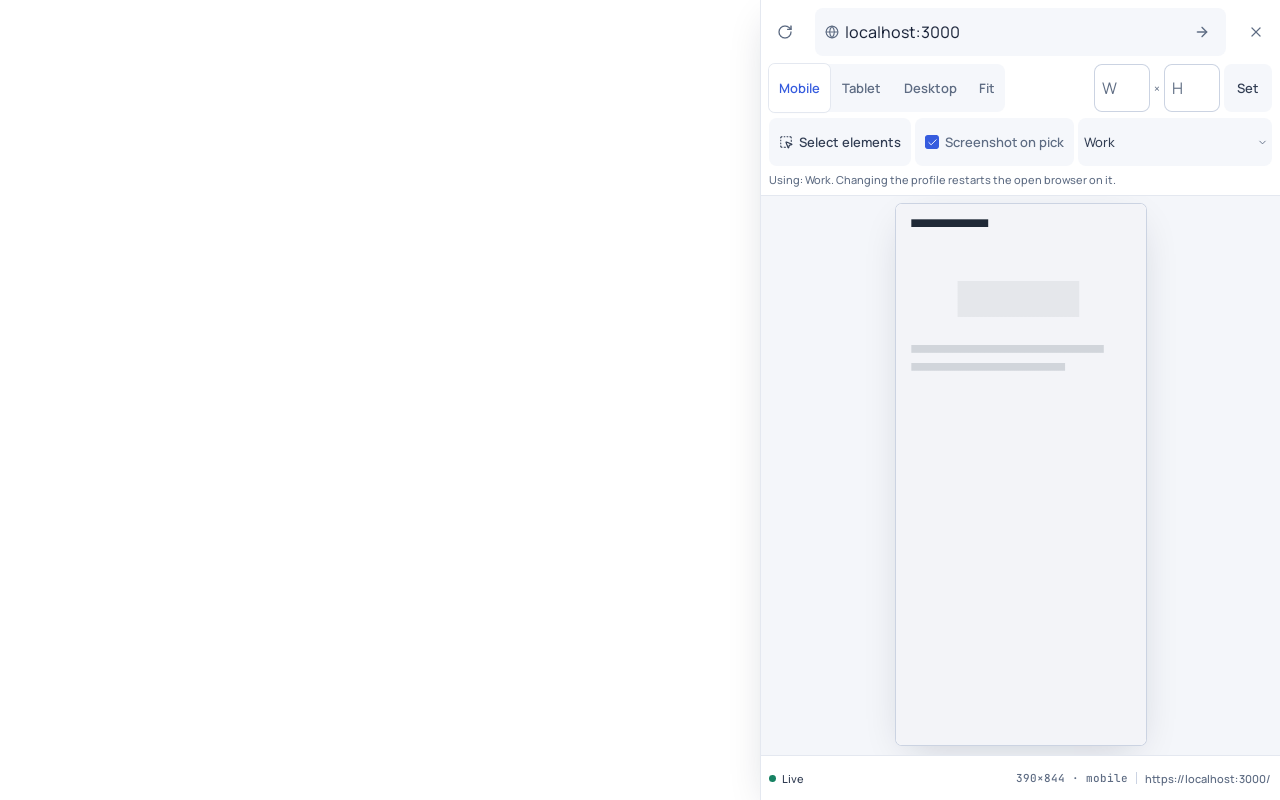 localhost:3000
Mobile Tablet Desktop Fit W × H Set
Select elements Screenshot on pick Work
Using: Work. Changing the profile restarts the open browser on it.
Live 390×844 · mobile https://localhost:3000/